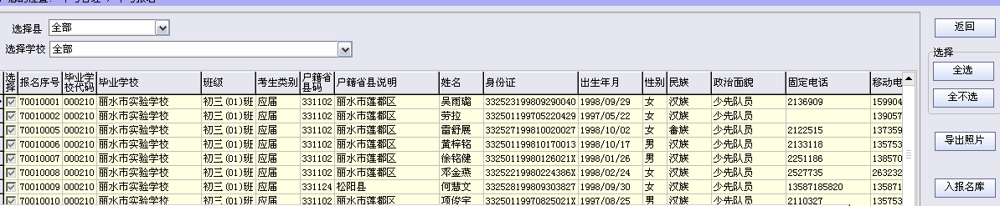 选择县 全部
选择学校 全部
返回
选择
全选
全不选
导出照片
入报名库
选择 报名序号 毕业学校代码 毕业学校 班级 考生类别 户籍省县码 户籍省县说明 姓名 身份证 出生年月 性别 民族 政治面貌 固定电话 移动电
70010001 000210 丽水市实验学校 初三(01)班 应届 331102 丽水市莲都区 吴雨璐 332523199809290040 1998/09/29 女 汉族 少先队员 2136909 159904
70010002 000210 丽水市实验学校 初三(01)班 应届 331102 丽水市莲都区 劳拉 332501199705220429 1997/05/22 女 汉族 少先队员 139057
70010005 000210 丽水市实验学校 初三(01)班 应届 331102 丽水市莲都区 雷舒展 332527199810020027 1998/10/02 女 畲族 少先队员 2122515 137359
70010006 000210 丽水市实验学校 初三(01)班 应届 331102 丽水市莲都区 黄梓铭 332501199810170013 1998/10/17 男 汉族 少先队员 2133118 135753
70010007 000210 丽水市实验学校 初三(01)班 应届 331102 丽水市莲都区 徐铭健 33250119980126021X 1998/01/26 男 汉族 少先队员 2251186 138570
70010008 000210 丽水市实验学校 初三(01)班 应届 331102 丽水市莲都区 邓金燕 33252219980224386X 1998/02/24 女 汉族 少先队员 2527735 263232
70010009 000210 丽水市实验学校 初三(01)班 应届 331124 松阳县 何慧文 332528199809303827 1998/09/30 女 汉族 少先队员 13587185820 135871
70010010 000210 丽水市实验学校 初三(01)班 应届 331102 丽水市莲都区 项俊宇 33250119970825021X 1997/08/25 男 汉族 少先队员 2110327 135753